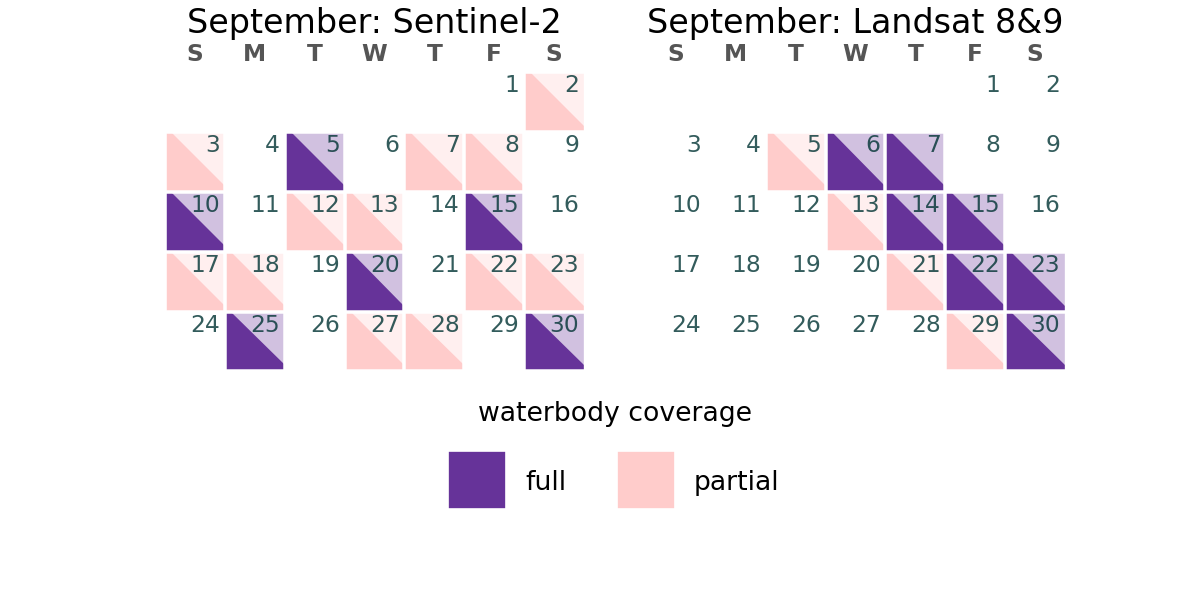 September: Sentinel-2
S M T W T F S
1 2
3 4 5 6 7 8 9
10 11 12 13 14 15 16
17 18 19 20 21 22 23
24 25 26 27 28 29 30
September: Landsat 8&9
S M T W T F S
1 2
3 4 5 6 7 8 9
10 11 12 13 14 15 16
17 18 19 20 21 22 23
24 25 26 27 28 29 30
waterbody coverage
full partial